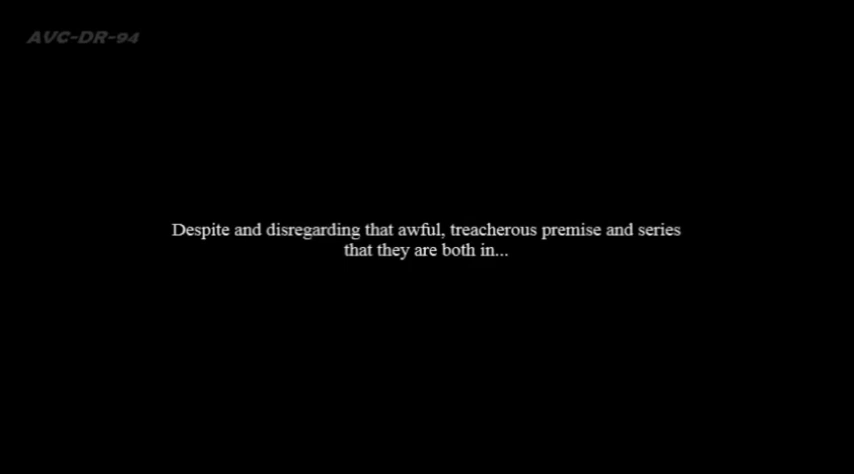 AVC-DR-94
Despite and disregarding that awful, treacherous premise and series
that they are both in...